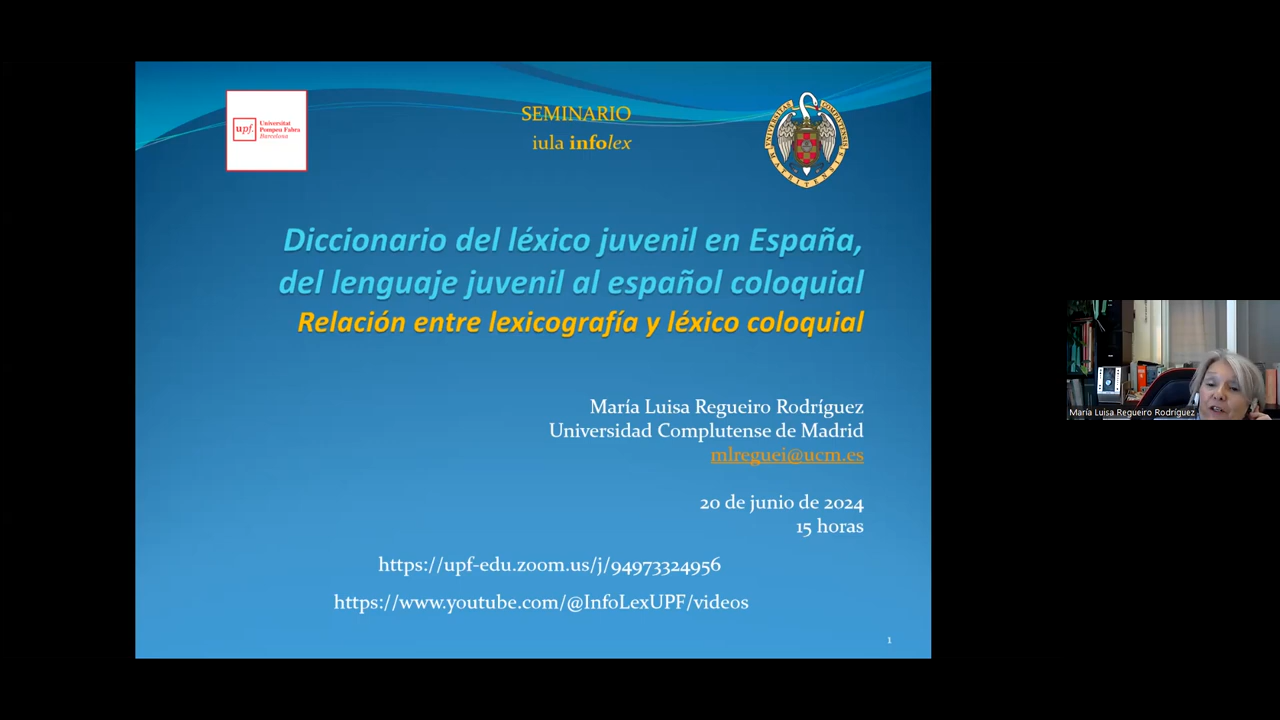 upf.
Universitat
Pompeu Fabra
Barcelona
SEMINARIO
iula infolex
UNIVERSITAS COMPLUTENSIS
MATRITENSIS
Diccionario del léxico juvenil en España,
del lenguaje juvenil al español coloquial
Relación entre lexicografía y léxico coloquial
María Luisa Regueiro Rodríguez
Universidad Complutense de Madrid
mlreguei@ucm.es
20 de junio de 2024
15 horas
https://upf-edu.zoom.us/j/94973324956
https://www.youtube.com/@InfoLexUPF/videos
1
María Luisa Regueiro Rodríguez